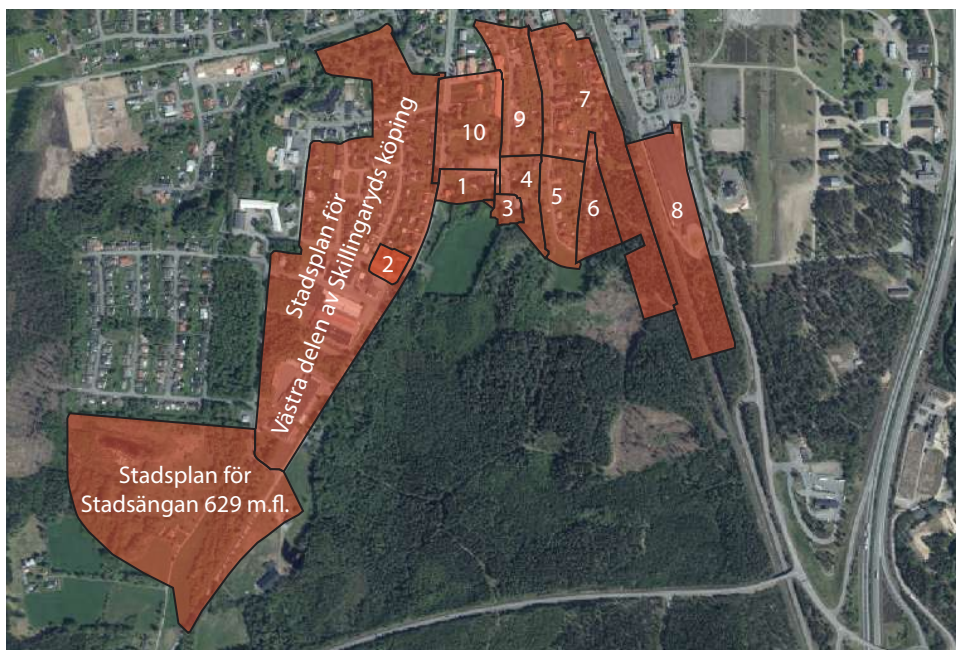 7
9
10
Stadsplan för
Västra delen av Skillingaryds köping
1
4
3
5
6
8
2
Stadsplan för
Stadsängan 629 m.fl.